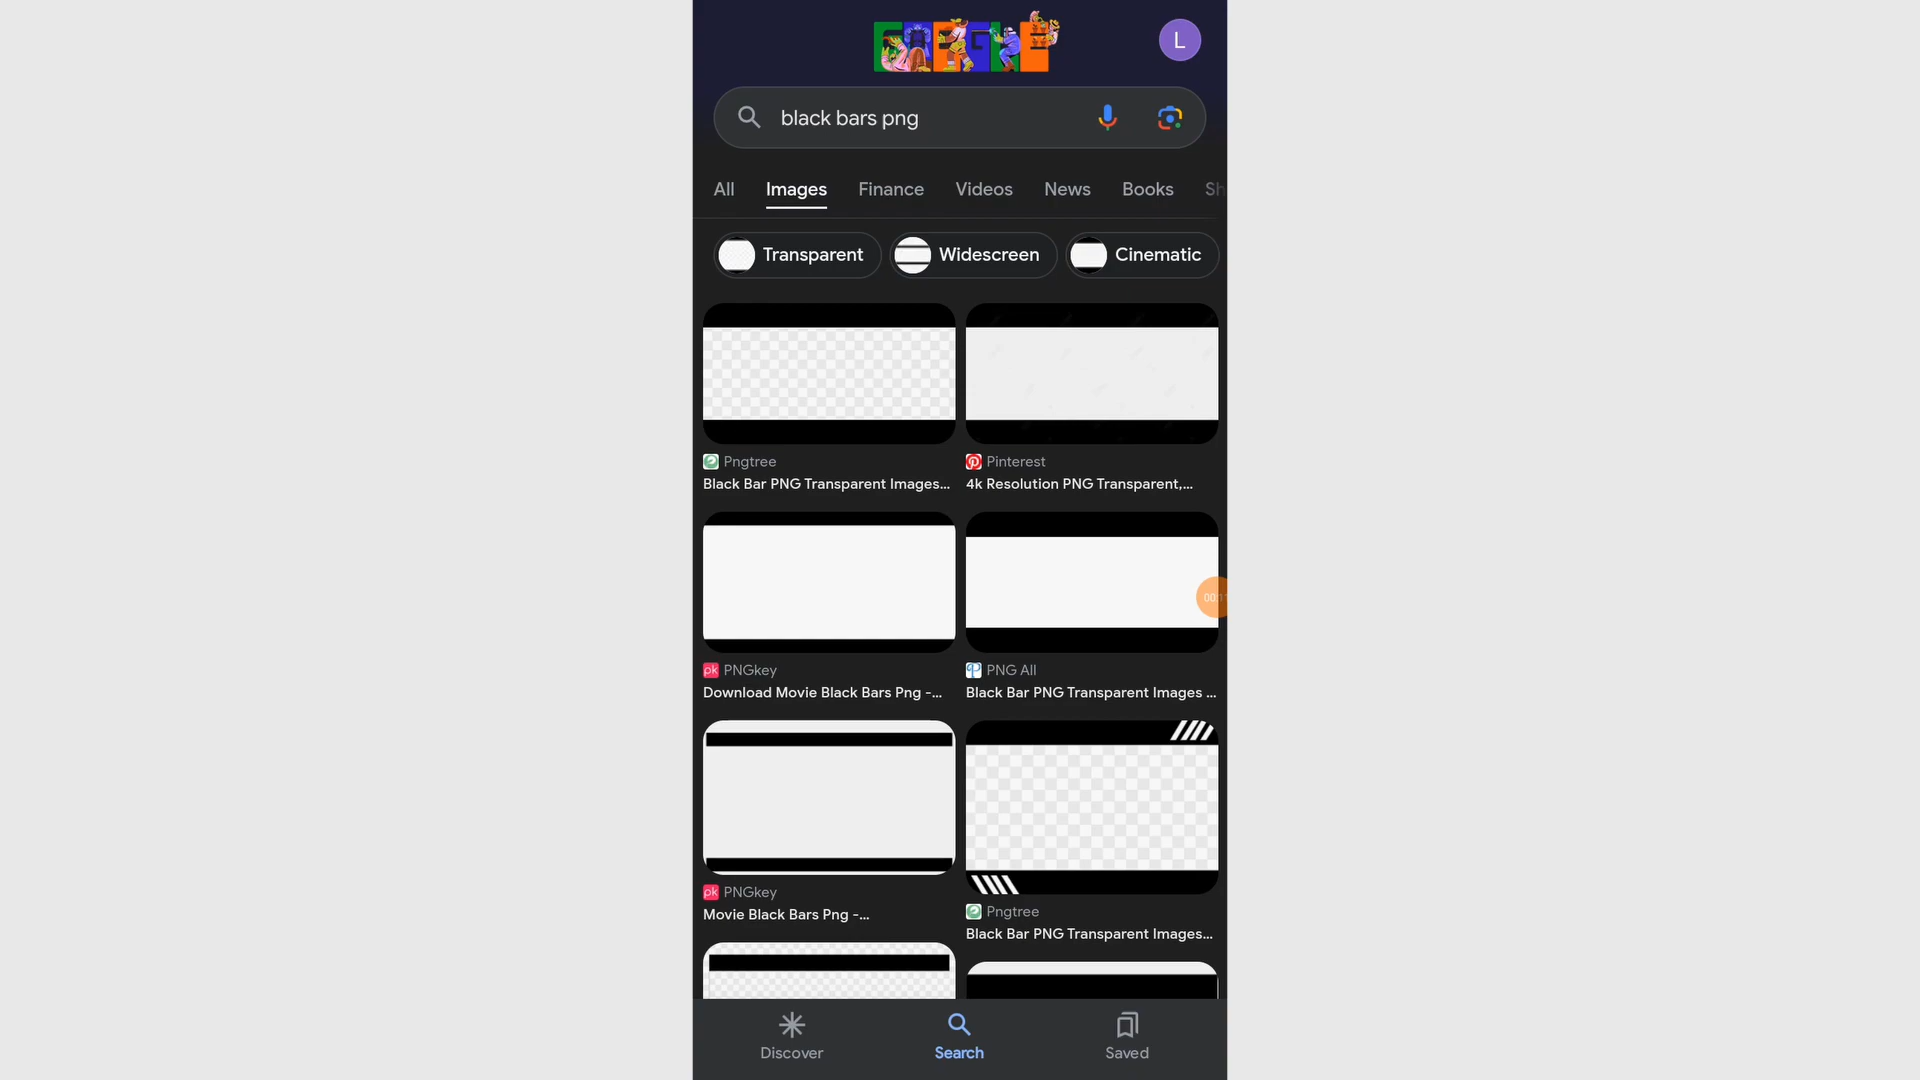 L
black bars png
All Images Finance Videos News Books Sh
Transparent Widescreen Cinematic
Pngtree
Black Bar PNG Transparent Images...
Pinterest
4k Resolution PNG Transparent,...
pk PNGkey
Download Movie Black Bars Png -...
PNG All
Black Bar PNG Transparent Images ...
pk PNGkey
Movie Black Bars Png -...
Pngtree
Black Bar PNG Transparent Images...
Discover Search Saved